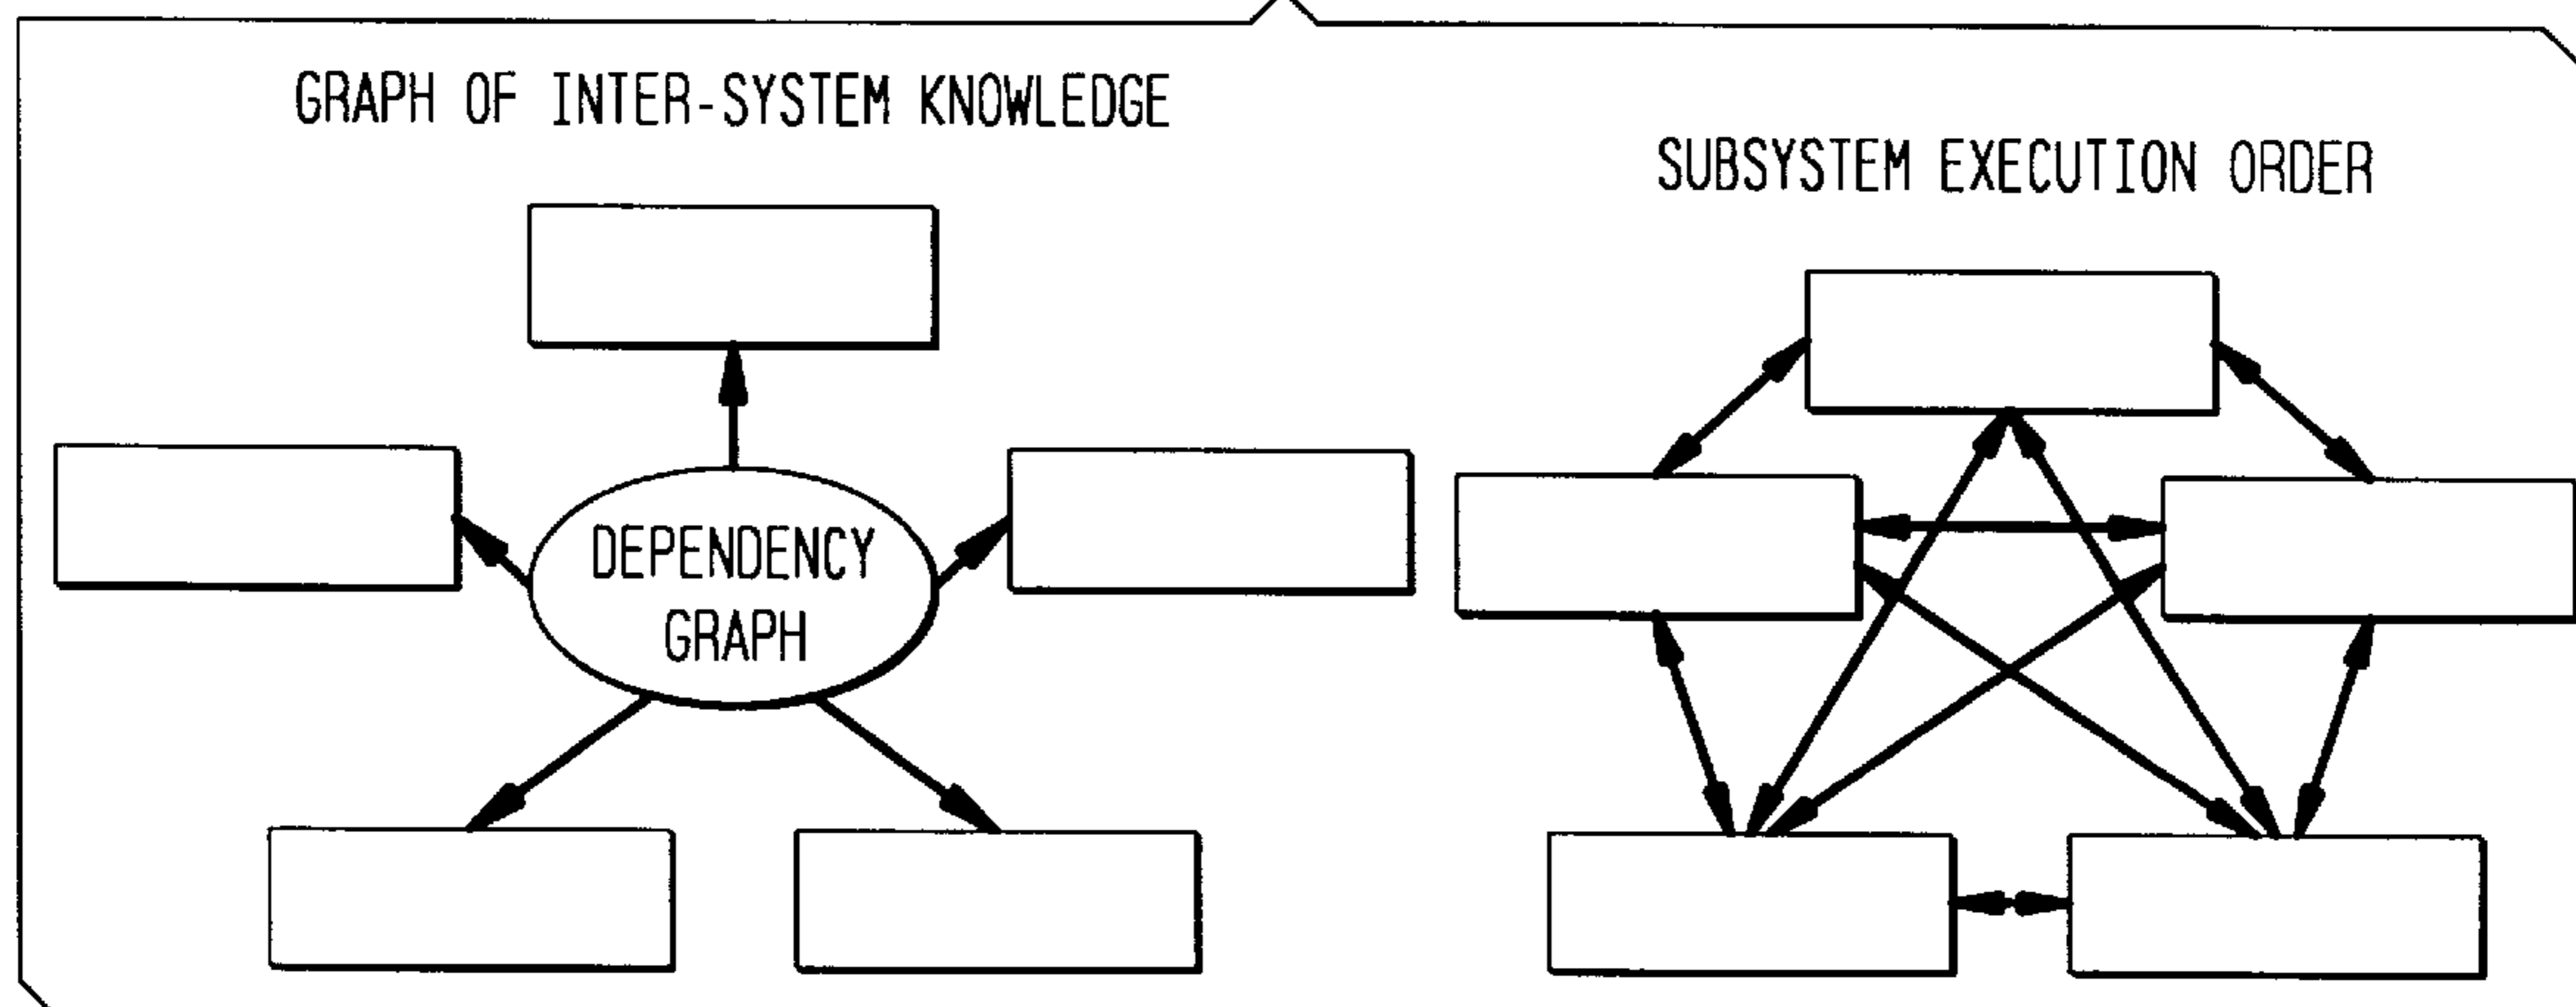 GRAPH OF INTER-SYSTEM KNOWLEDGE
SUBSYSTEM EXECUTION ORDER
DEPENDENCY
GRAPH